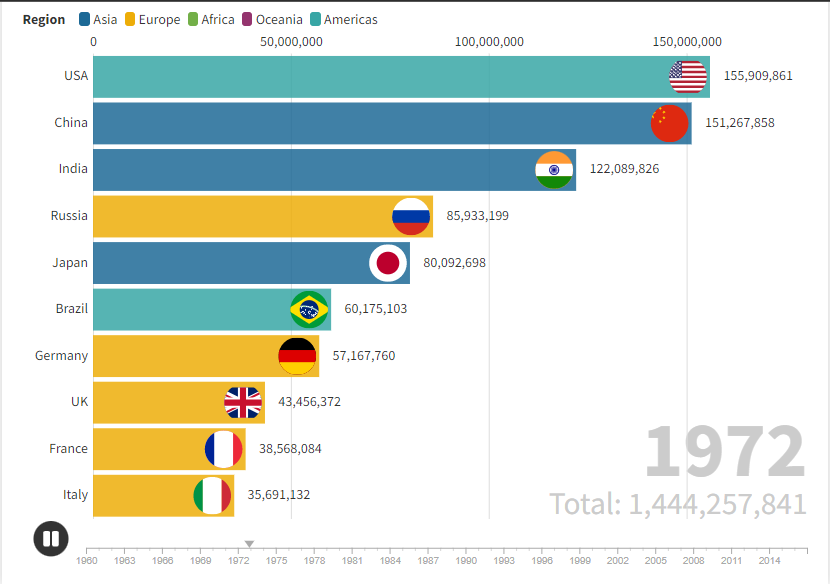 Region Asia Europe Africa Oceania Americas
0 50,000,000 100,000,000 150,000,000
USA 155,909,861
China 151,267,858
India 122,089,826
Russia 85,933,199
Japan 80,092,698
Brazil 60,175,103
Germany 57,167,760
UK 43,456,372
France 38,568,084
Italy 35,691,132
1972
Total: 1,444,257,841
1960 1963 1966 1969 1972 1975 1978 1981 1984 1987 1990 1993 1996 1999 2002 2005 2008 2011 2014